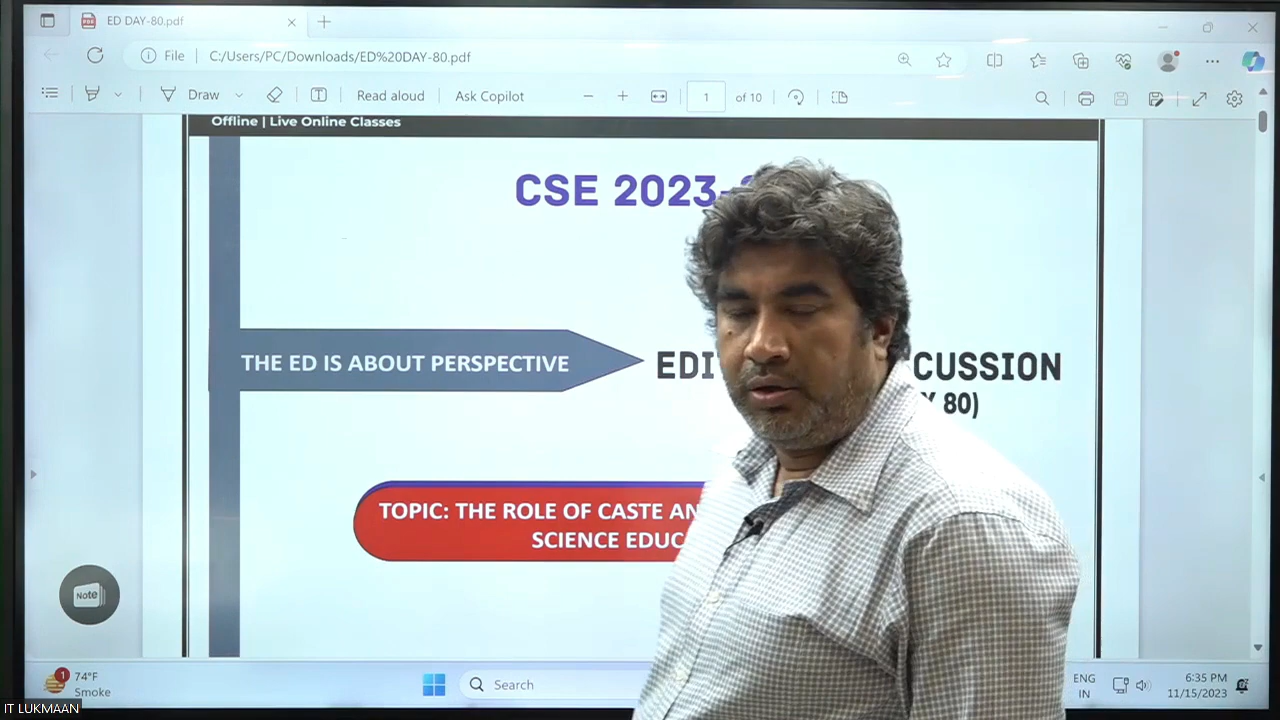 ED DAY-80.pdf
File
C:/Users/PC/Downloads/ED%20DAY-80.pdf
Draw
Read aloud
Ask Copilot
1
of 10
Offline | Live Online Classes
CSE 2023-
THE ED IS ABOUT PERSPECTIVE
EDI CUSSION
80)
TOPIC: THE ROLE OF CASTE AN
SCIENCE EDUC
Note
1
74°F
Smoke
Search
ENG
IN
6:35 PM
11/15/2023
IT LUKMAAN